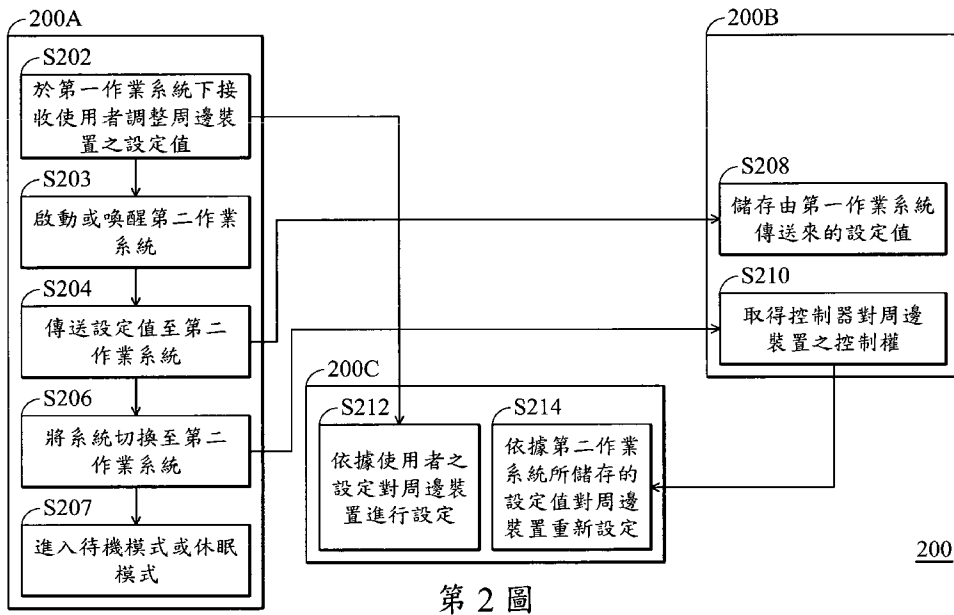 200A
S202
於第一作業系統下接
收使用者調整周邊裝
置之設定值
S203
啟動或喚醒第二作業
系統
S204
傳送設定值至第二
作業系統
S206
將系統切換至第二
作業系統
S207
進入待機模式或休眠
模式
200B
S208
儲存由第一作業系統
傳送來的設定值
S210
取得控制器對周邊
裝置之控制權
200C
S212
依據使用者之
設定對周邊裝
置進行設定
S214
依據第二作業
系統所儲存的
設定值對周邊
裝置重新設定
200
第2圖